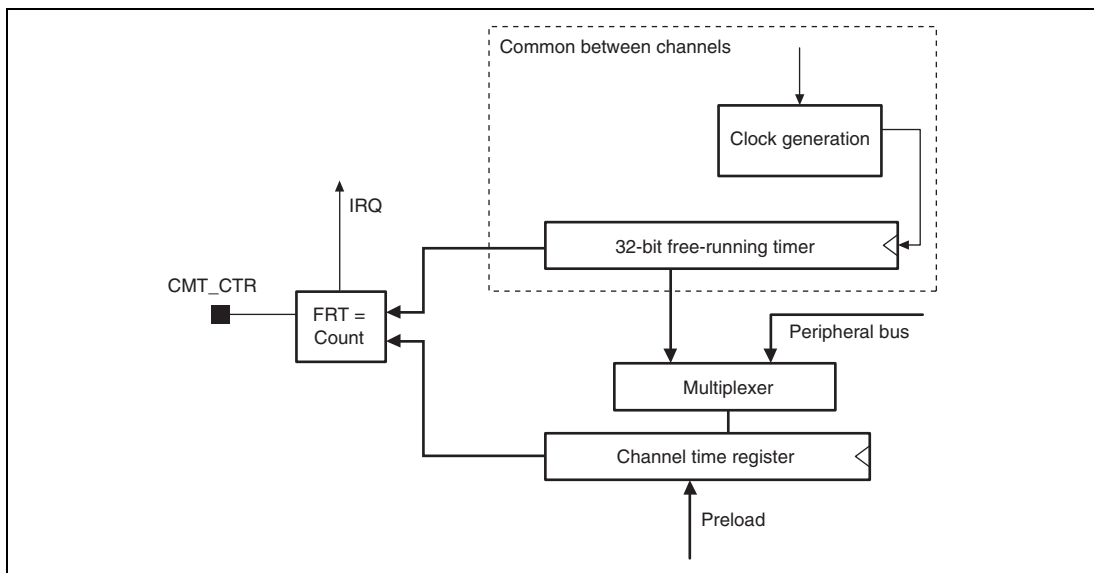 Common between channels
Clock generation
IRQ
32-bit free-running timer
CMT_CTR
FRT =
Count
Peripheral bus
Multiplexer
Channel time register
Preload